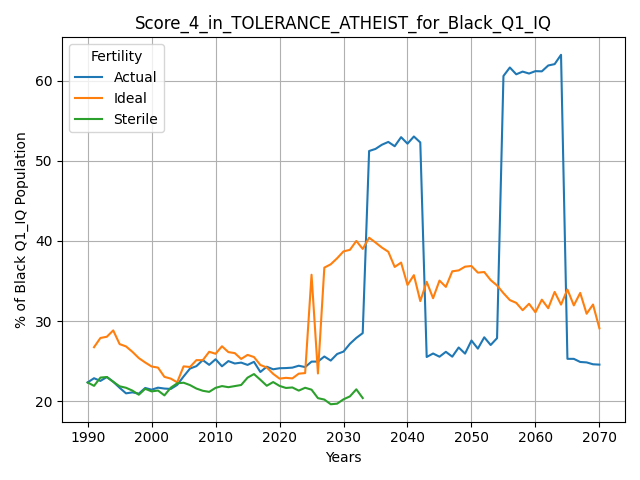 Score_4_in_TOLERANCE_ATHEIST_for_Black_Q1_IQ
Fertility
Actual
Ideal
Sterile
% of Black Q1_IQ Population
60
50
40
30
20
1990 2000 2010 2020 2030 2040 2050 2060 2070
Years